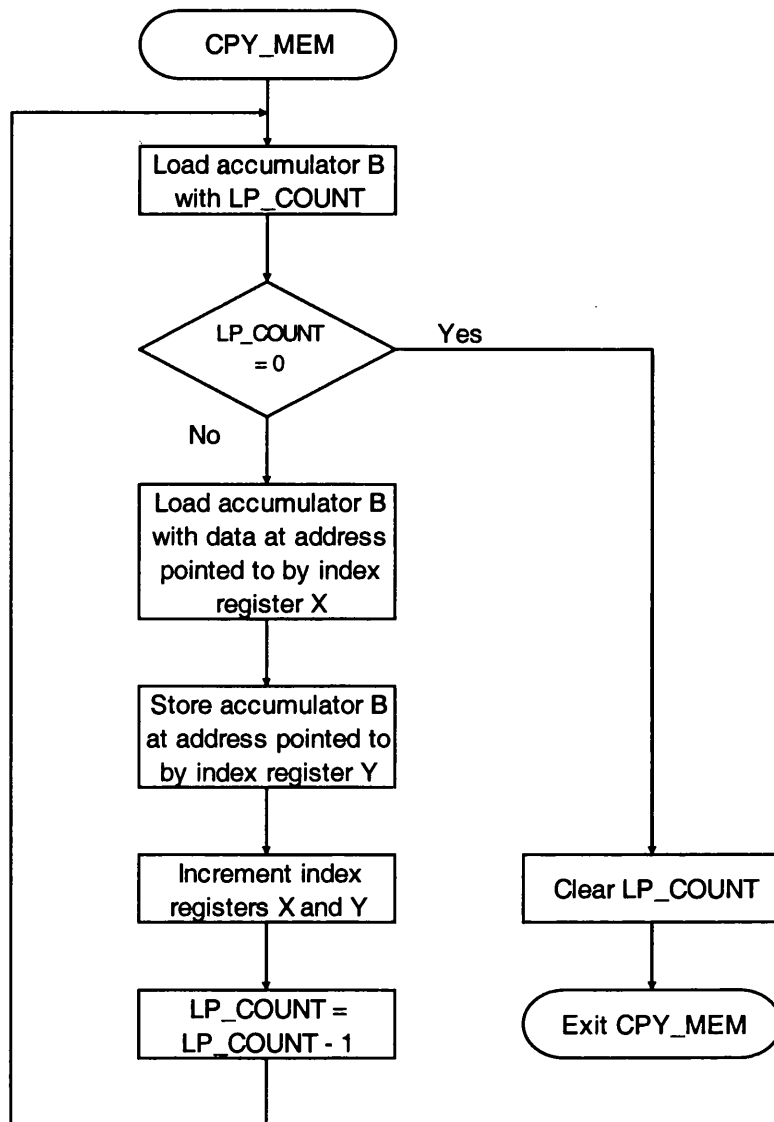 CPY_MEM
Load accumulator B
with LP_COUNT
LP_COUNT
= 0
Yes
No
Load accumulator B
with data at address
pointed to by index
register X
Store accumulator B
at address pointed to
by index register Y
Increment index
registers X and Y
LP_COUNT =
LP_COUNT - 1
Clear LP_COUNT
Exit CPY_MEM